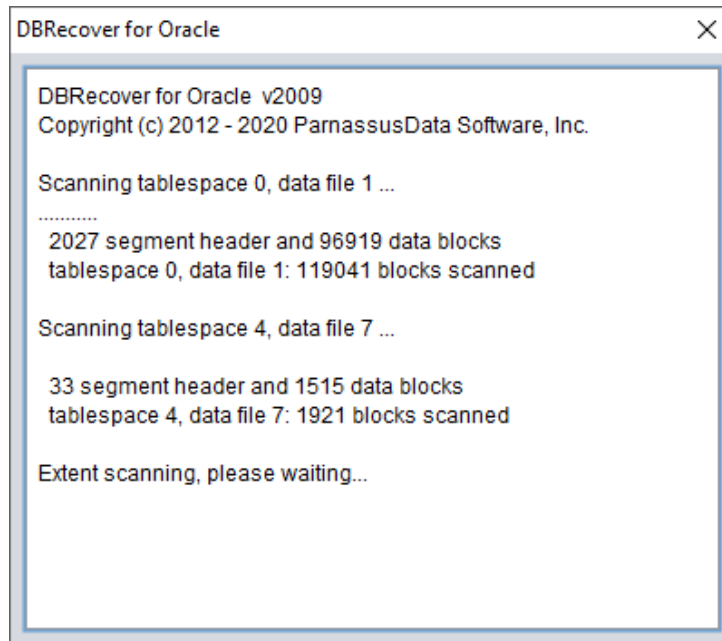 DBRecover for Oracle
DBRecover for Oracle  v2009
Copyright (c) 2012 - 2020 ParnassusData Software, Inc.
Scanning tablespace 0, data file 1 ...
...........
2027 segment header and 96919 data blocks
tablespace 0, data file 1: 119041 blocks scanned
Scanning tablespace 4, data file 7 ...
33 segment header and 1515 data blocks
tablespace 4, data file 7: 1921 blocks scanned
Extent scanning, please waiting...